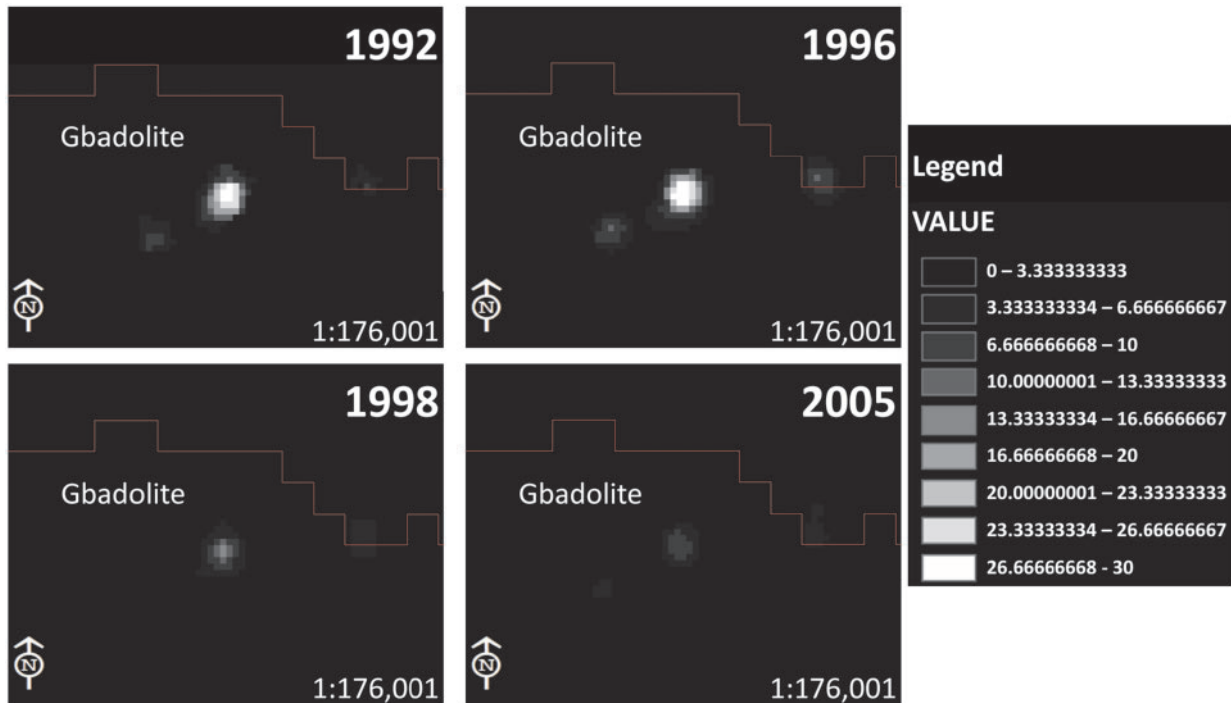 1992
Gbadolite
N
1:176,001
1996
Gbadolite
N
1:176,001
1998
Gbadolite
N
1:176,001
2005
Gbadolite
N
1:176,001
Legend
VALUE
0 – 3.333333333
3.333333334 – 6.666666667
6.666666668 – 10
10.00000001 – 13.33333333
13.33333334 – 16.66666667
16.66666668 – 20
20.00000001 – 23.33333333
23.33333334 – 26.66666667
26.66666668 - 30